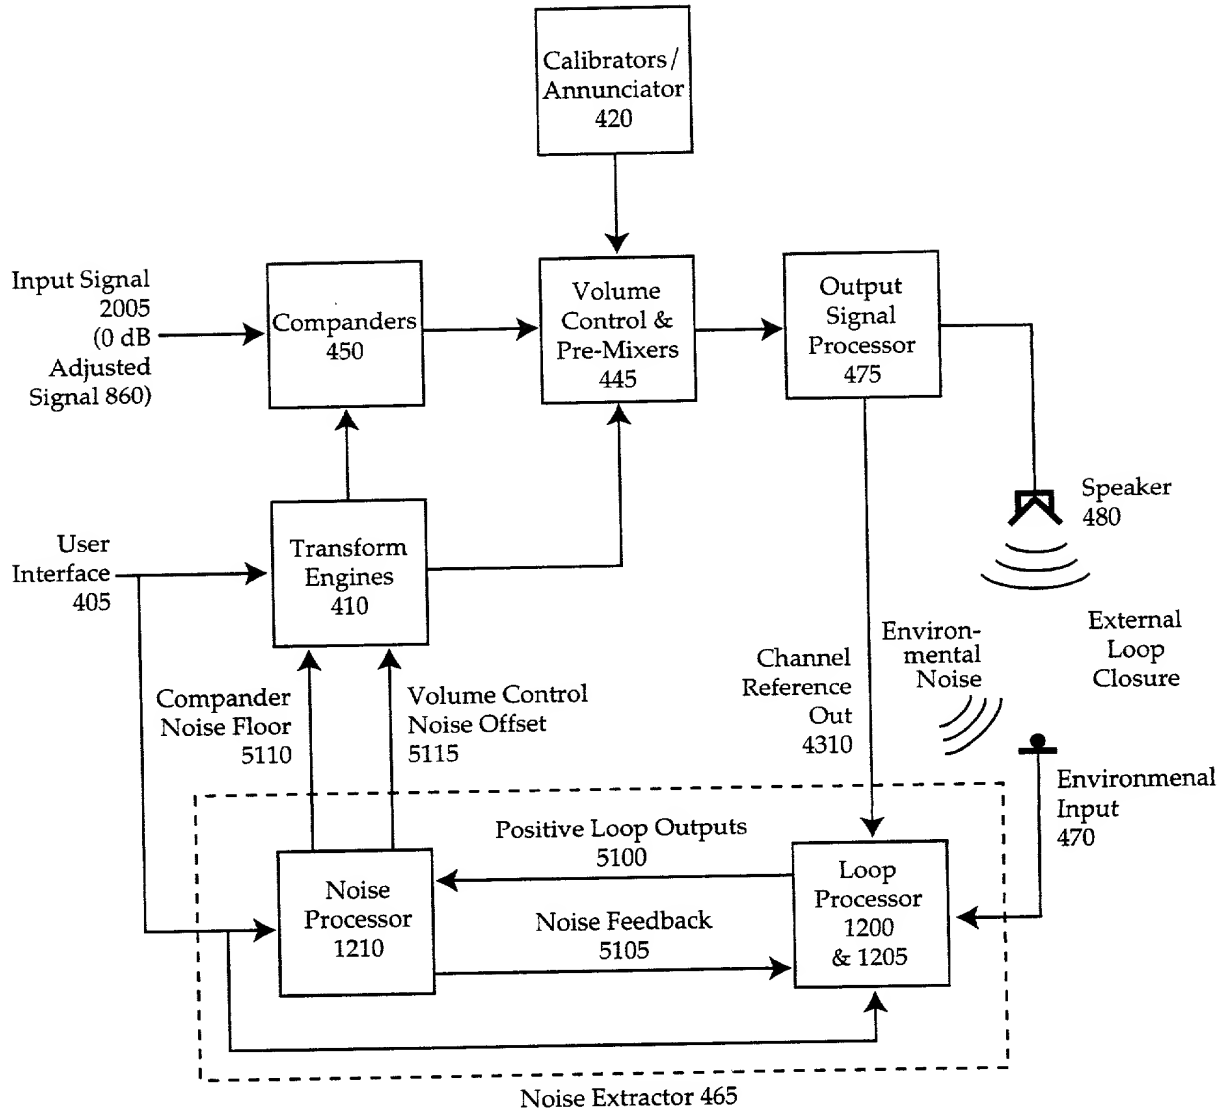 Calibrators/
Annunciator
420
Input Signal
2005
(0 dB
Adjusted
Signal 860)
Companders
450
Volume
Control &
Pre-Mixers
445
Output
Signal
Processor
475
Speaker
480
User
Interface
405
Transform
Engines
410
External
Loop
Closure
Environ-
mental
Noise
Channel
Reference
Out
4310
Compander
Noise Floor
5110
Volume Control
Noise Offset
5115
Environmenal
Input
470
Positive Loop Outputs
5100
Noise
Processor
1210
Noise Feedback
5105
Loop
Processor
1200
& 1205
Noise Extractor 465